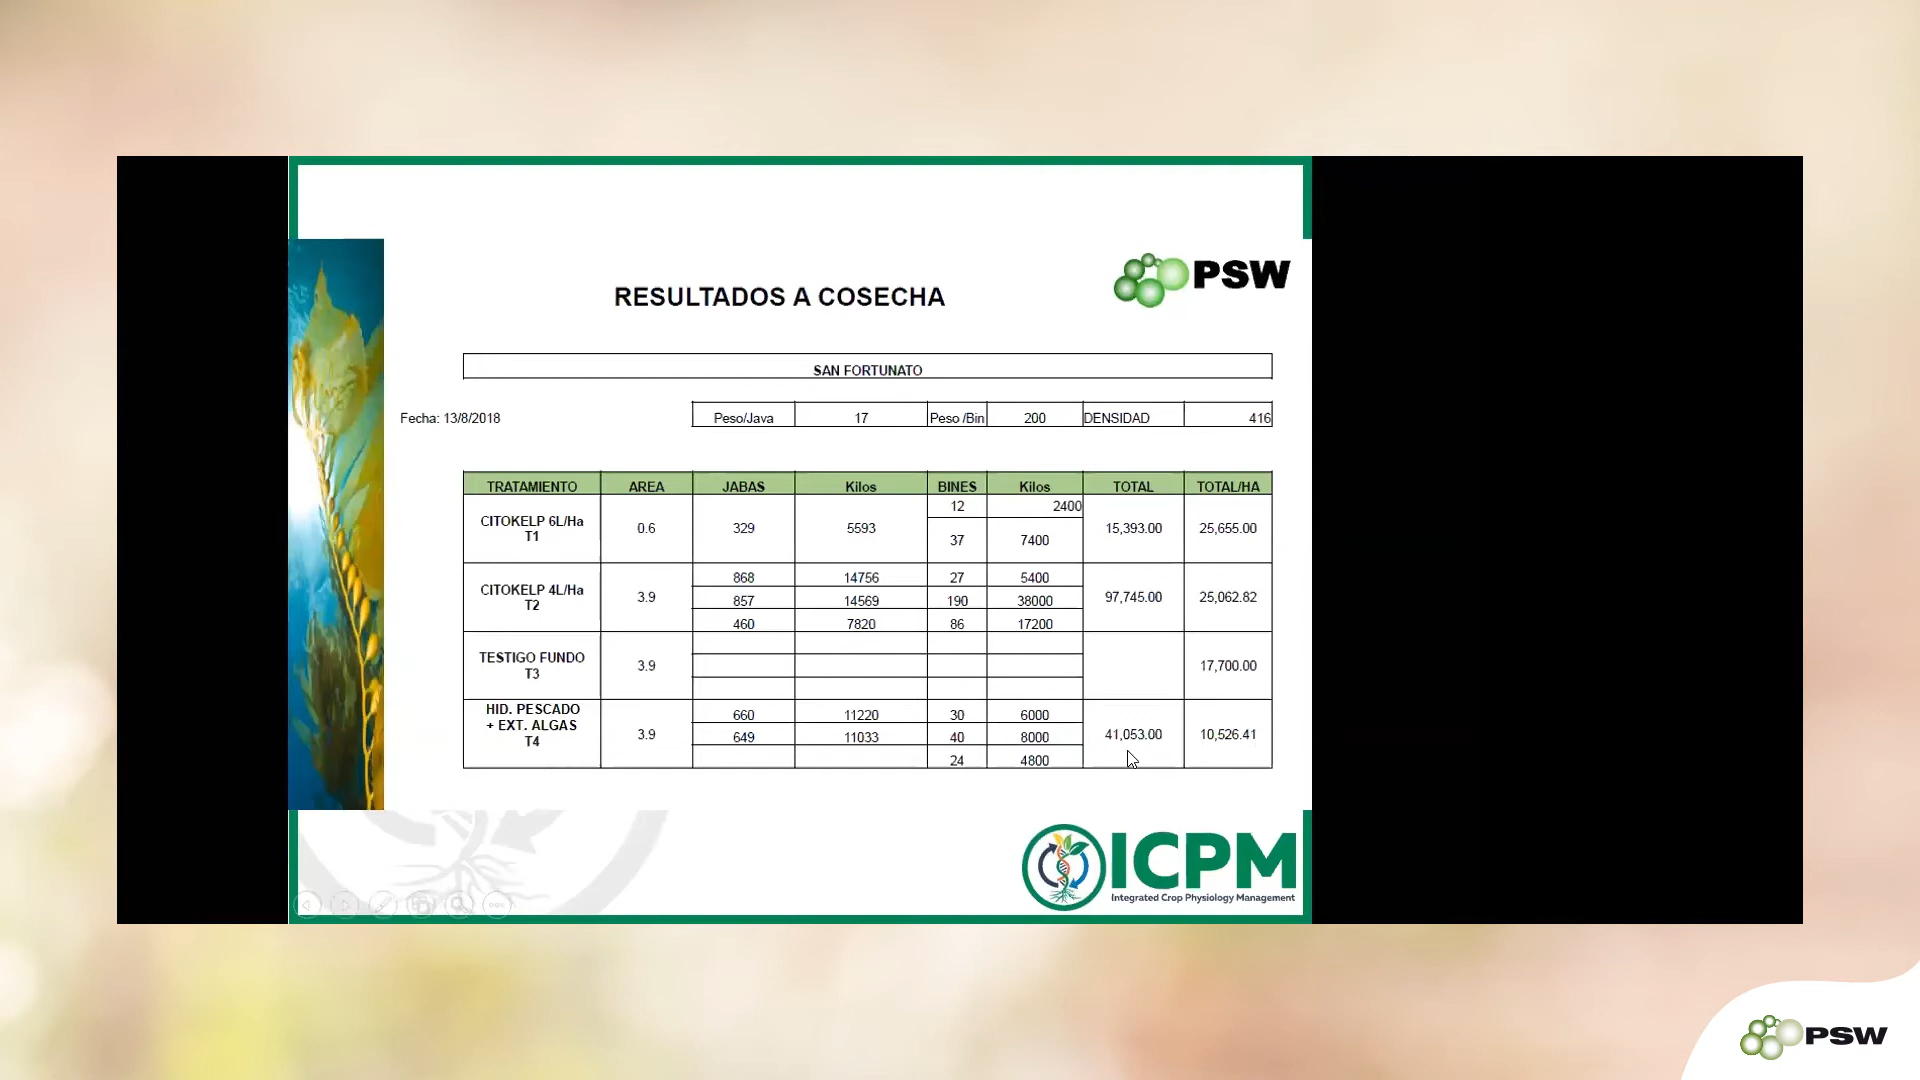 PSW
RESULTADOS A COSECHA
SAN FORTUNATO
Fecha: 13/8/2018
Peso/Java 17 Peso /Bin 200 DENSIDAD 416
TRATAMIENTO AREA JABAS Kilos BINES Kilos TOTAL TOTAL/HA
CITOKELP 6L/Ha
T1
0.6 329 5593
12 2400
37 7400
15,393.00 25,655.00
CITOKELP 4L/Ha
T2
3.9
868 14756 27 5400
857 14569 190 38000
460 7820 86 17200
97,745.00 25,062.82
TESTIGO FUNDO
T3
3.9 17,700.00
HID. PESCADO
+ EXT. ALGAS
T4
3.9
660 11220 30 6000
649 11033 40 8000
24 4800
41,053.00 10,526.41
ICPM
Integrated Crop Physiology Management
PSW